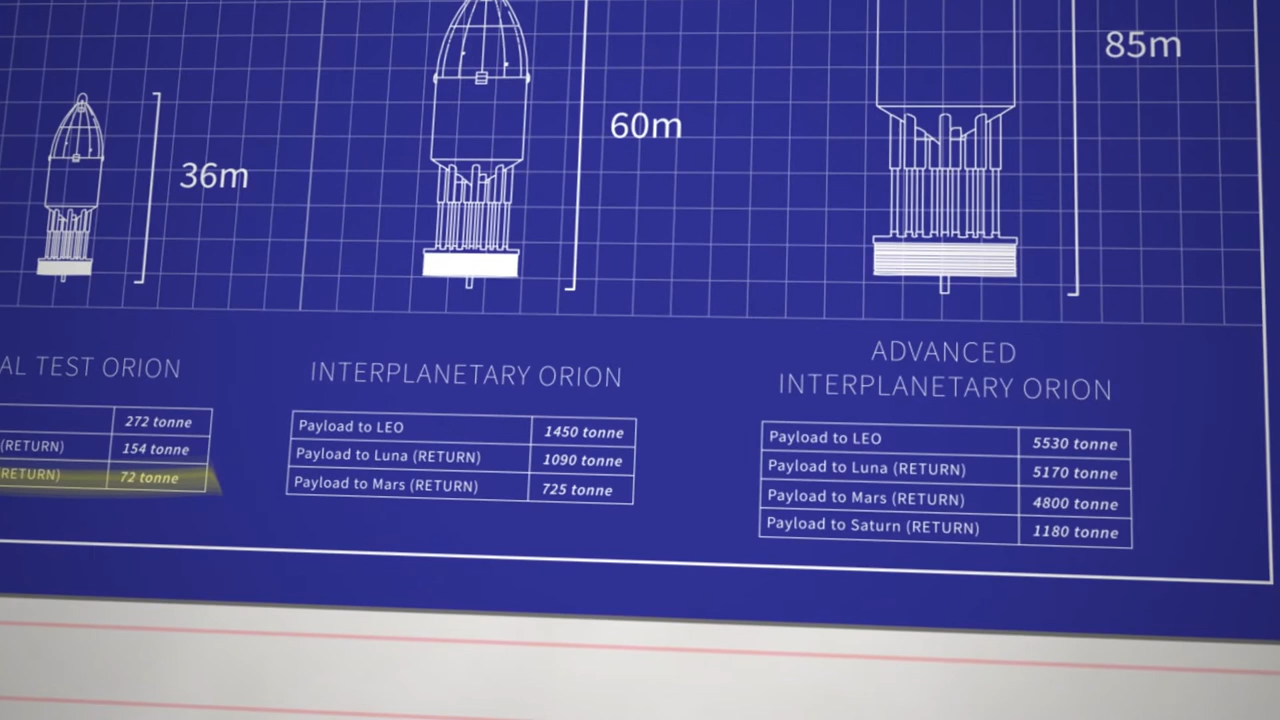 85m
60m
36m
AL TEST ORION
272 tonne
(RETURN) 154 tonne
RETURN) 72 tonne
INTERPLANETARY ORION
Payload to LEO 1450 tonne
Payload to Luna (RETURN) 1090 tonne
Payload to Mars (RETURN) 725 tonne
ADVANCED
INTERPLANETARY ORION
Payload to LEO 5530 tonne
Payload to Luna (RETURN) 5170 tonne
Payload to Mars (RETURN) 4800 tonne
Payload to Saturn (RETURN) 1180 tonne